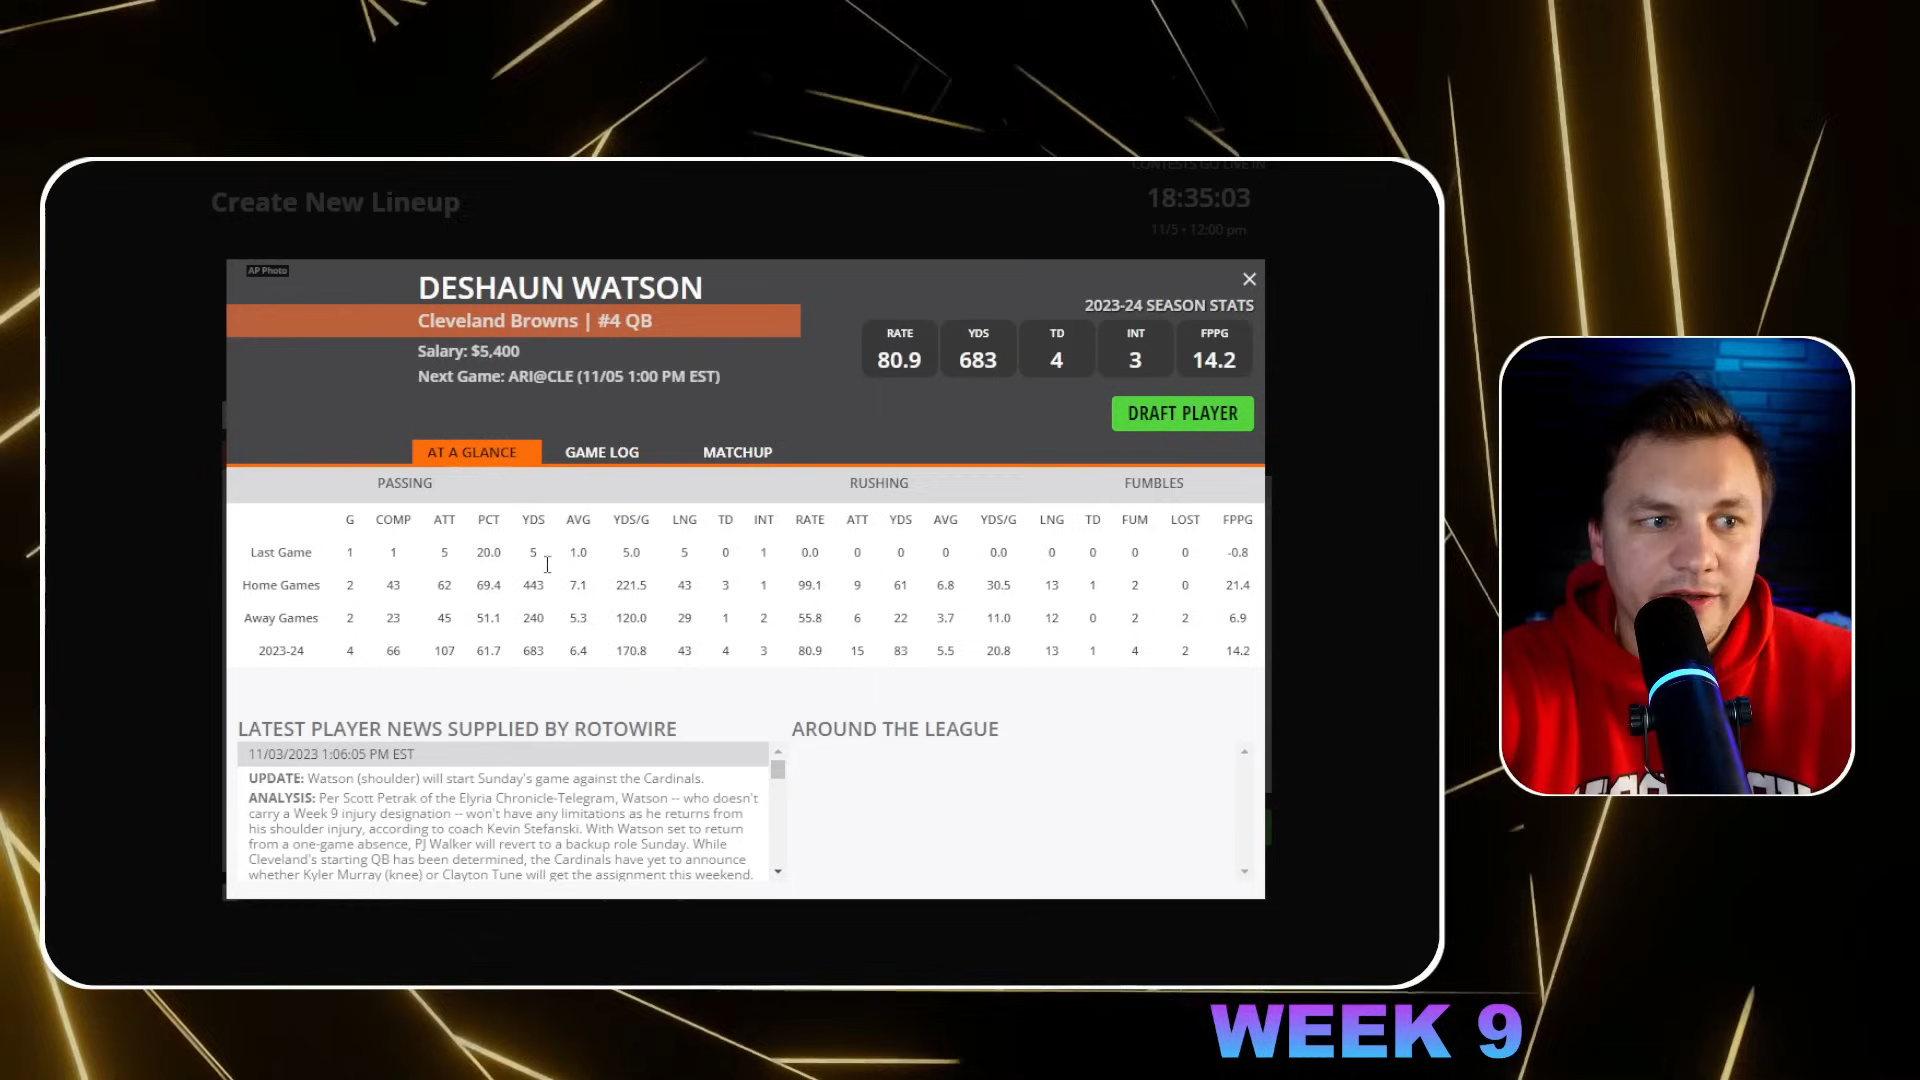 CONTESTS GO LIVE IN
Create New Lineup
18:35:03
11/5 • 12:00 pm
AP Photo
DESHAUN WATSON
Cleveland Browns | #4 QB
Salary: $5,400
Next Game: ARI@CLE (11/05 1:00 PM EST)
2023-24 SEASON STATS
RATE YDS TD INT FPPG
80.9 683 4 3 14.2
DRAFT PLAYER
AT A GLANCE GAME LOG MATCHUP
PASSING RUSHING FUMBLES
G COMP ATT PCT YDS AVG YDS/G LNG TD INT RATE ATT YDS AVG YDS/G LNG TD FUM LOST FPPG
Last Game 1 1 5 20.0 5 1.0 5.0 5 0 1 0.0 0 0 0 0.0 0 0 0 0 -0.8
Home Games 2 43 62 69.4 443 7.1 221.5 43 3 1 99.1 9 61 6.8 30.5 13 1 2 0 21.4
Away Games 2 23 45 51.1 240 5.3 120.0 29 1 2 55.8 6 22 3.7 11.0 12 0 2 2 6.9
2023-24 4 66 107 61.7 683 6.4 170.8 43 4 3 80.9 15 83 5.5 20.8 13 1 4 2 14.2
LATEST PLAYER NEWS SUPPLIED BY ROTOWIRE
11/03/2023 1:06:05 PM EST
UPDATE: Watson (shoulder) will start Sunday's game against the Cardinals.
ANALYSIS: Per Scott Petrak of the Elyria Chronicle-Telegram, Watson -- who doesn't
carry a Week 9 injury designation -- won't have any limitations as he returns from
his shoulder injury, according to coach Kevin Stefanski. With Watson set to return
from a one-game absence, PJ Walker will revert to a backup role Sunday. While
Cleveland's starting QB has been determined, the Cardinals have yet to announce
whether Kyler Murray (knee) or Clayton Tune will get the assignment this weekend.
AROUND THE LEAGUE
WEEK 9